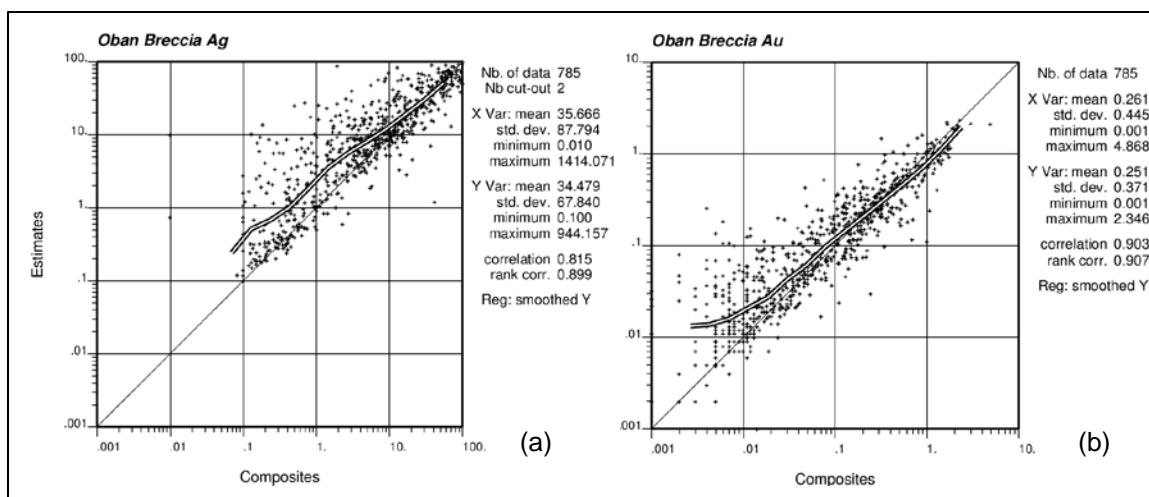 Oban Breccia Ag
100.
10.
1.
.1
.01
.001
.001
.01
.1
1.
10.
100.
Estimates
Composites
Nb. of data 785
Nb cut-out 2
X Var: mean 35.666
std. dev. 87.794
minimum 0.010
maximum 1414.071
Y Var: mean 34.479
std. dev. 67.840
minimum 0.100
maximum 944.157
correlation 0.815
rank corr. 0.899
Reg: smoothed Y
(a)
Oban Breccia Au
10.
1.
.1
.01
.001
.001
.01
.1
1.
10.
Composites
Nb. of data 785
X Var: mean 0.261
std. dev. 0.445
minimum 0.001
maximum 4.868
Y Var: mean 0.251
std. dev. 0.371
minimum 0.001
maximum 2.346
correlation 0.903
rank corr. 0.907
Reg: smoothed Y
(b)